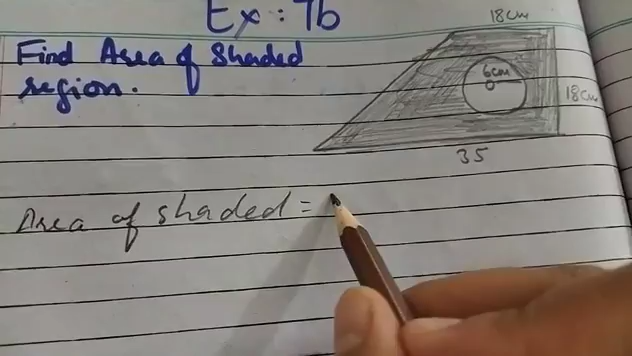 Ex: 7b
Find Area of Shaded
region.
18cm
6cm
18cm
35
Area of shaded =